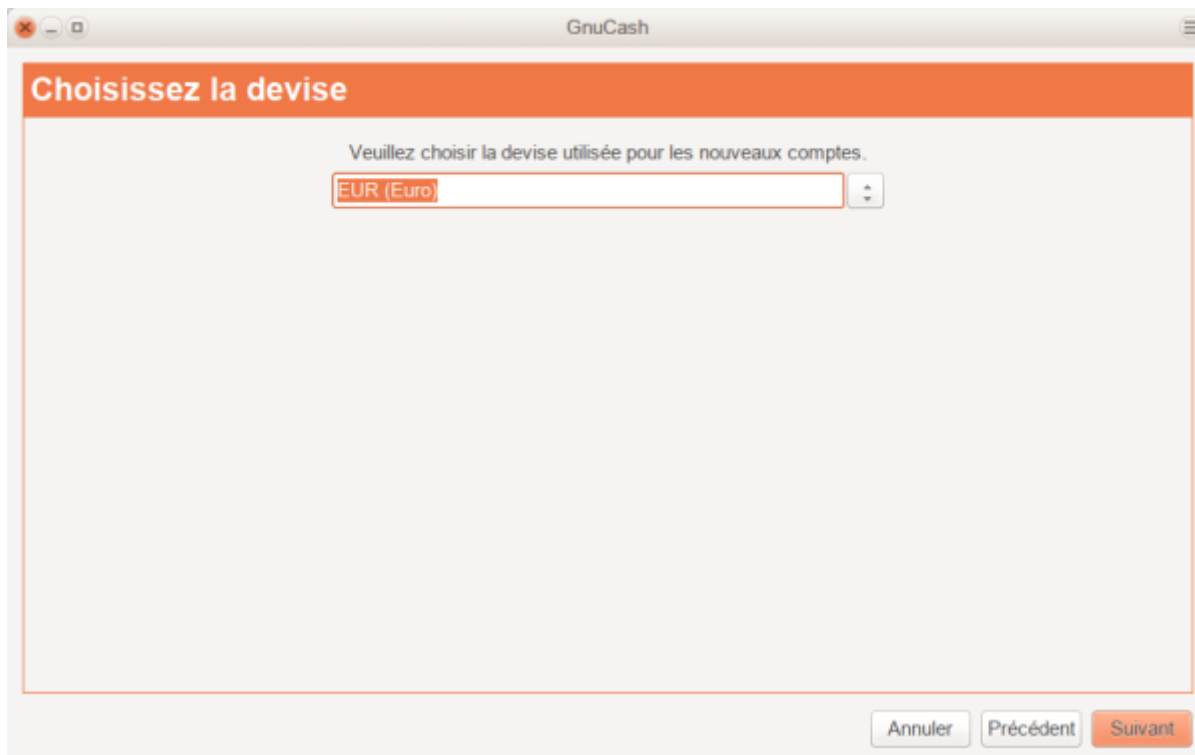 GnuCash
Choisissez la devise
Veuillez choisir la devise utilisée pour les nouveaux comptes.
EUR (Euro)
Annuler Précédent Suivant